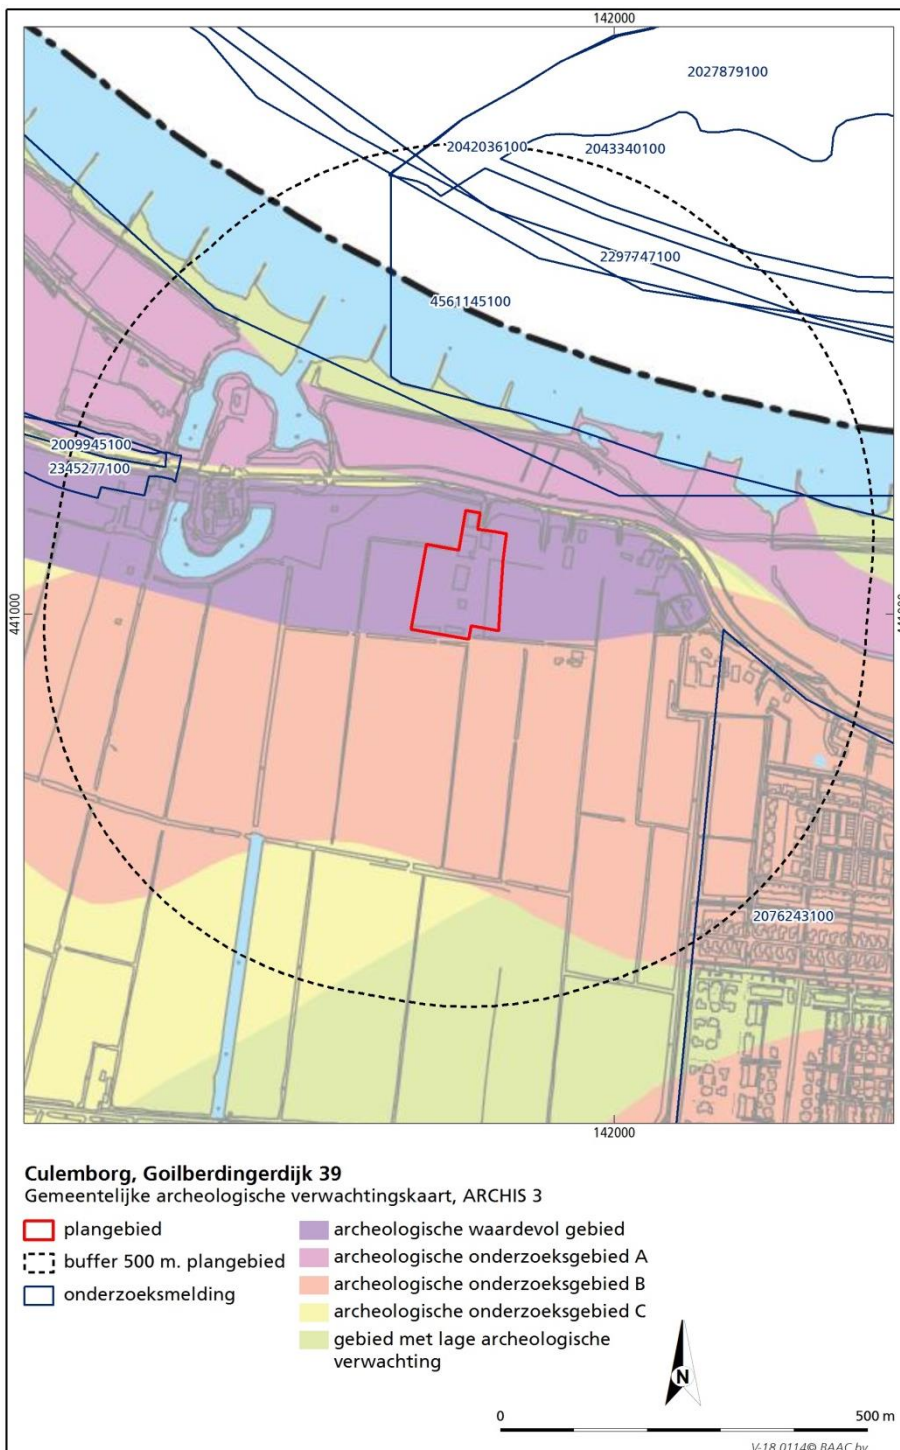 142000
2027879100
2042036100
2043340100
2297747100
4561145100
2009945100
2345277100
441000
2076243100
142000
Culemborg, Goilberdingerdijk 39
Gemeentelijke archeologische verwachtingskaart, ARCHIS 3
plangebied
buffer 500 m. plangebied
onderzoeksmelding
archeologische waardevol gebied
archeologische onderzoeksgebied A
archeologische onderzoeksgebied B
archeologische onderzoeksgebied C
gebied met lage archeologische
verwachting
N
0
500 m
V-18.0114© BAAC bv